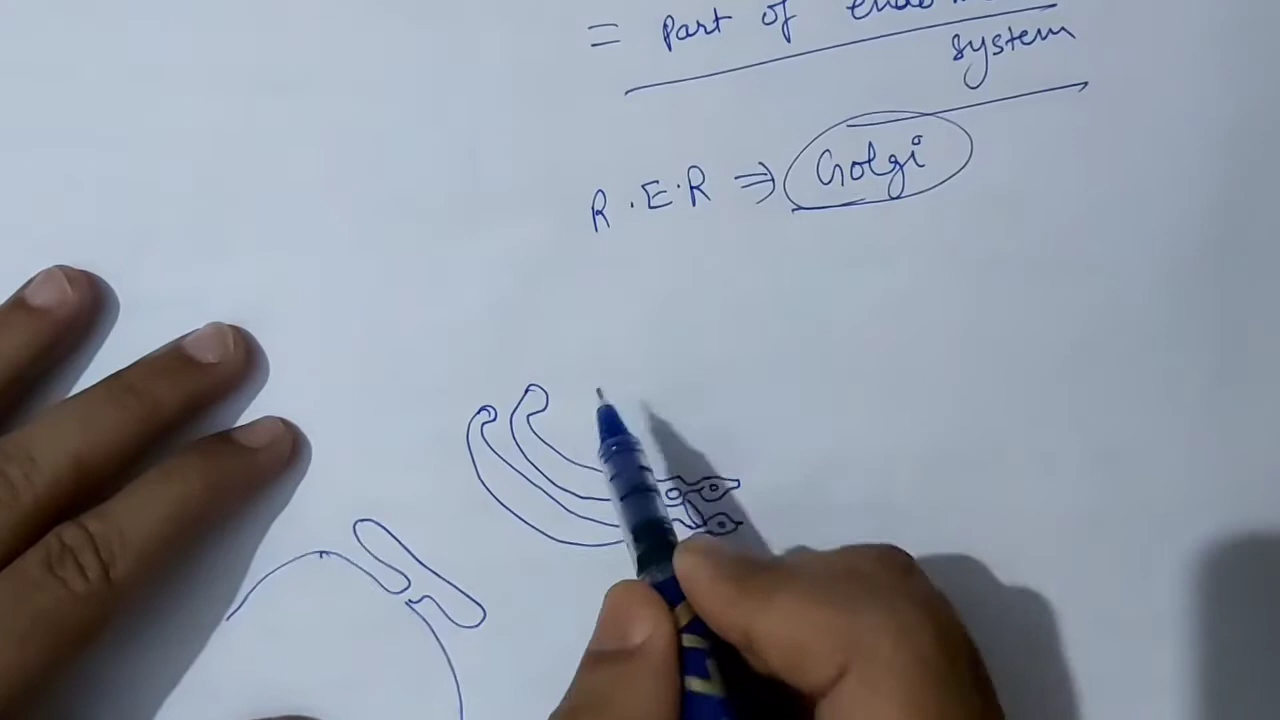 = Part of
system
R.E.R ⇒ Golgi